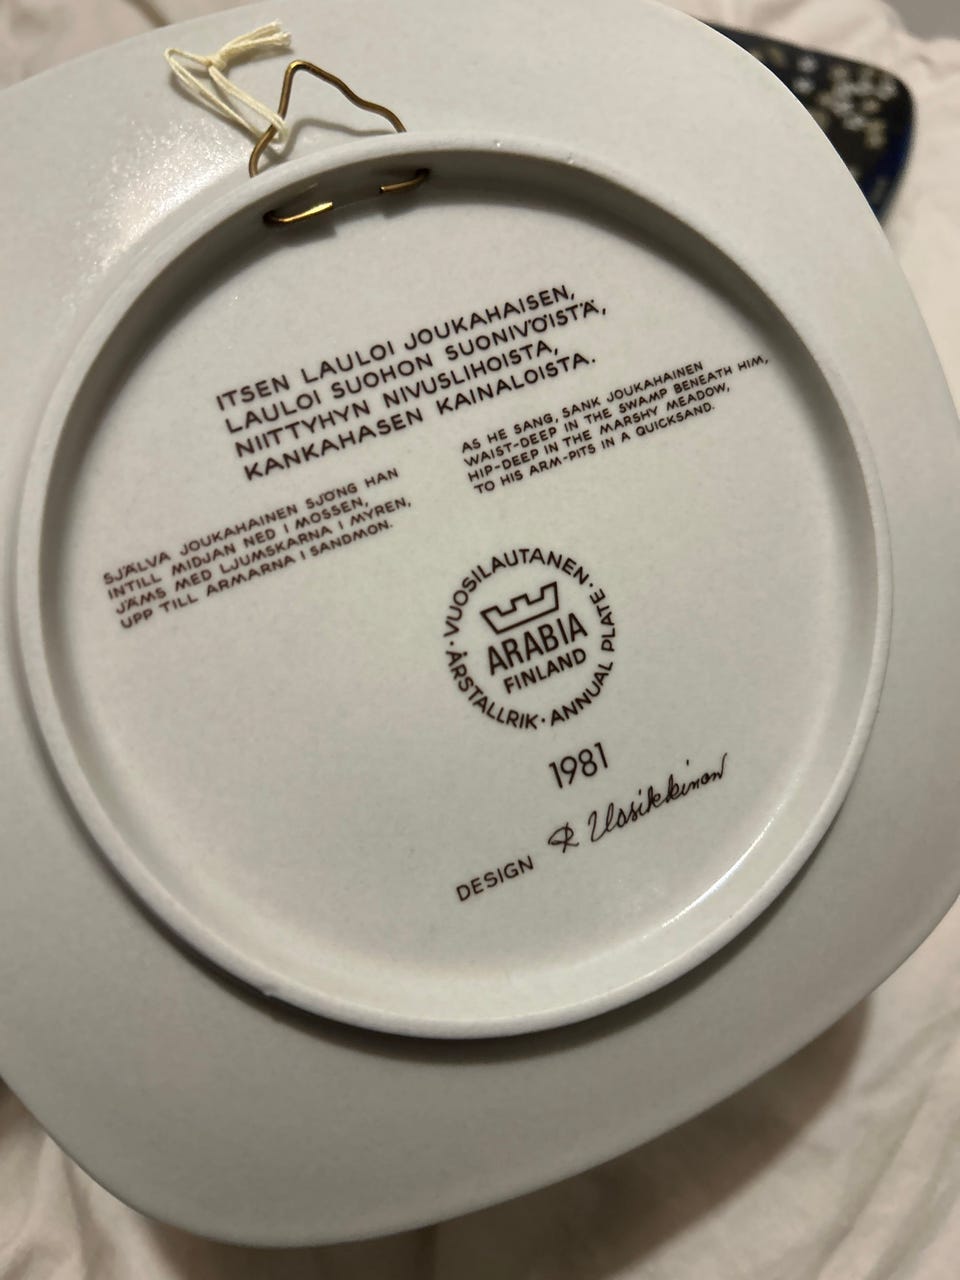 ITSEN LAULOI JOUKAHAISEN,
LAULOI SUOHON SUONIVÖISTÄ,
NIITTYHYN NIVUSLIHOISTA,
KANKAHASEN KAINALOISTA.
AS HE SANG, SANK JOUKAHAINEN
WAIST-DEEP IN THE SWAMP BENEATH HIM,
HIP-DEEP IN THE MARSHY MEADOW,
TO HIS ARM-PITS IN A QUICKSAND.
SJÄLVA JOUKAHAINEN SJÖNG HAN
INTILL MIDJAN NED I MOSSEN,
JÄMS MED LJUMSKARNA I MYREN,
UPP TILL ARMARNA I SANDMON.
· VUOSILAUTANEN · ANNUAL PLATE · ÅRSTALLRIK
ARABIA
FINLAND
1981
DESIGN R Uosikkinen